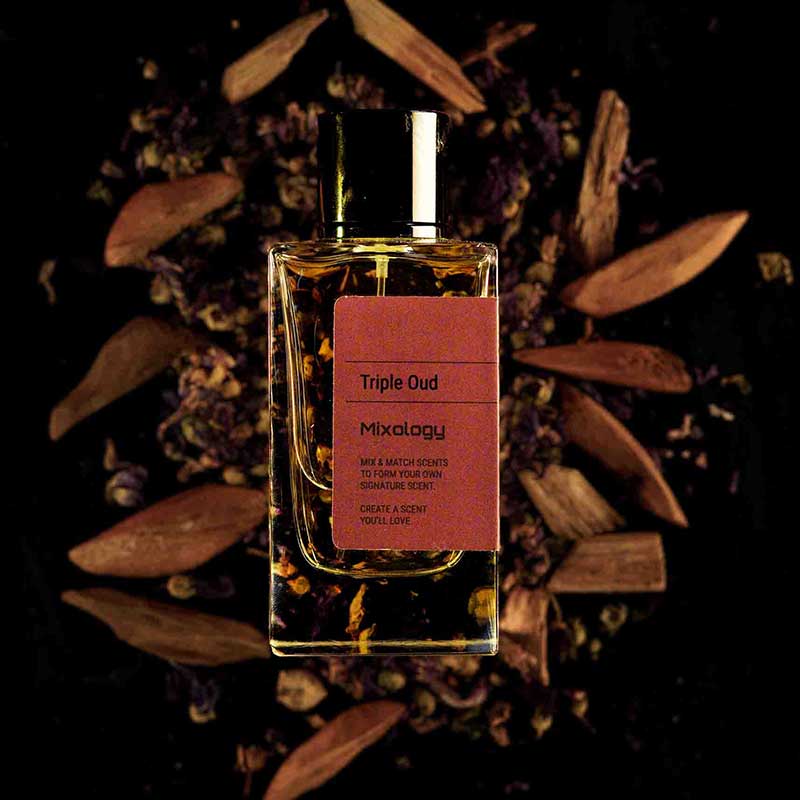 Triple Oud
Mixology
MIX & MATCH SCENTS
TO FORM YOUR OWN
SIGNATURE SCENT.
CREATE A SCENT
YOU'LL LOVE.